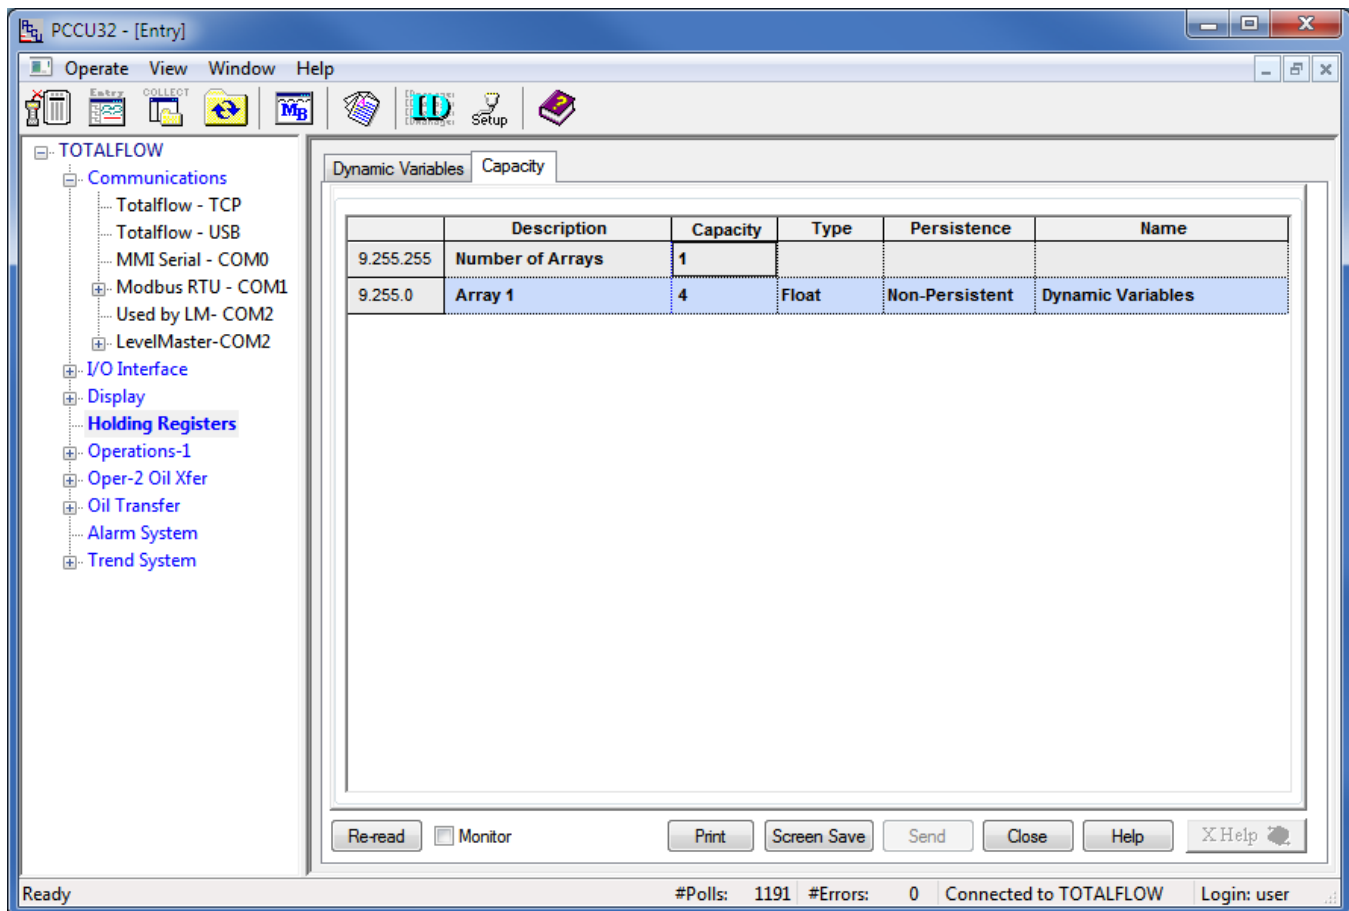 PCCU32 - [Entry]
Operate View Window Help
Entry COLLECT MB ID Setup
TOTALFLOW
Communications
Totalflow - TCP
Totalflow - USB
MMI Serial - COM0
Modbus RTU - COM1
Used by LM- COM2
LevelMaster-COM2
I/O Interface
Display
Holding Registers
Operations-1
Oper-2 Oil Xfer
Oil Transfer
Alarm System
Trend System
Dynamic Variables Capacity
Description Capacity Type Persistence Name
9.255.255 Number of Arrays 1
9.255.0 Array 1 4 Float Non-Persistent Dynamic Variables
Re-read Monitor Print Screen Save Send Close Help X Help
Ready #Polls: 1191 #Errors: 0 Connected to TOTALFLOW Login: user